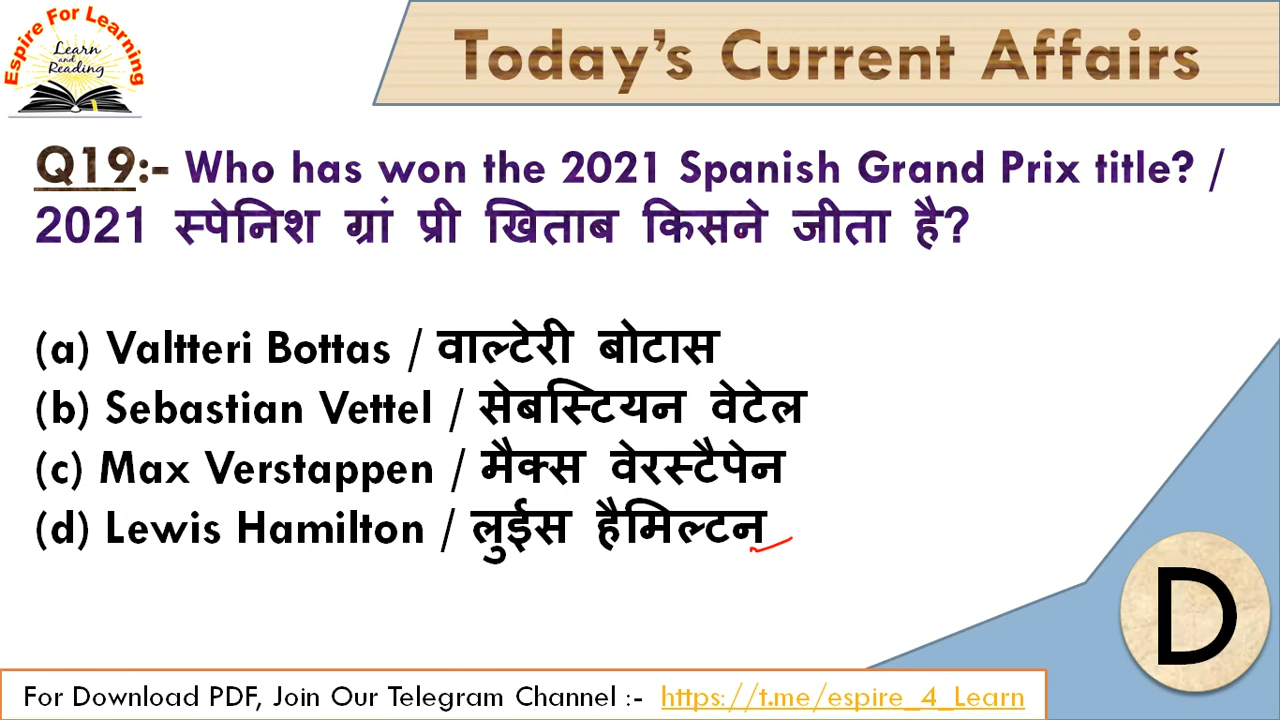 Espire For Learning
Learn
and
Reading
Today's Current Affairs
Q19:- Who has won the 2021 Spanish Grand Prix title? /
2021 स्पेनिश ग्रां प्री खिताब किसने जीता है?
(a) Valtteri Bottas / वाल्टेरी बोटास
(b) Sebastian Vettel / सेबस्टियन वेटेल
(c) Max Verstappen / मैक्स वेरस्टैपेन
(d) Lewis Hamilton / लुईस हैमिल्टन
D
For Download PDF, Join Our Telegram Channel :- https://t.me/espire_4_Learn